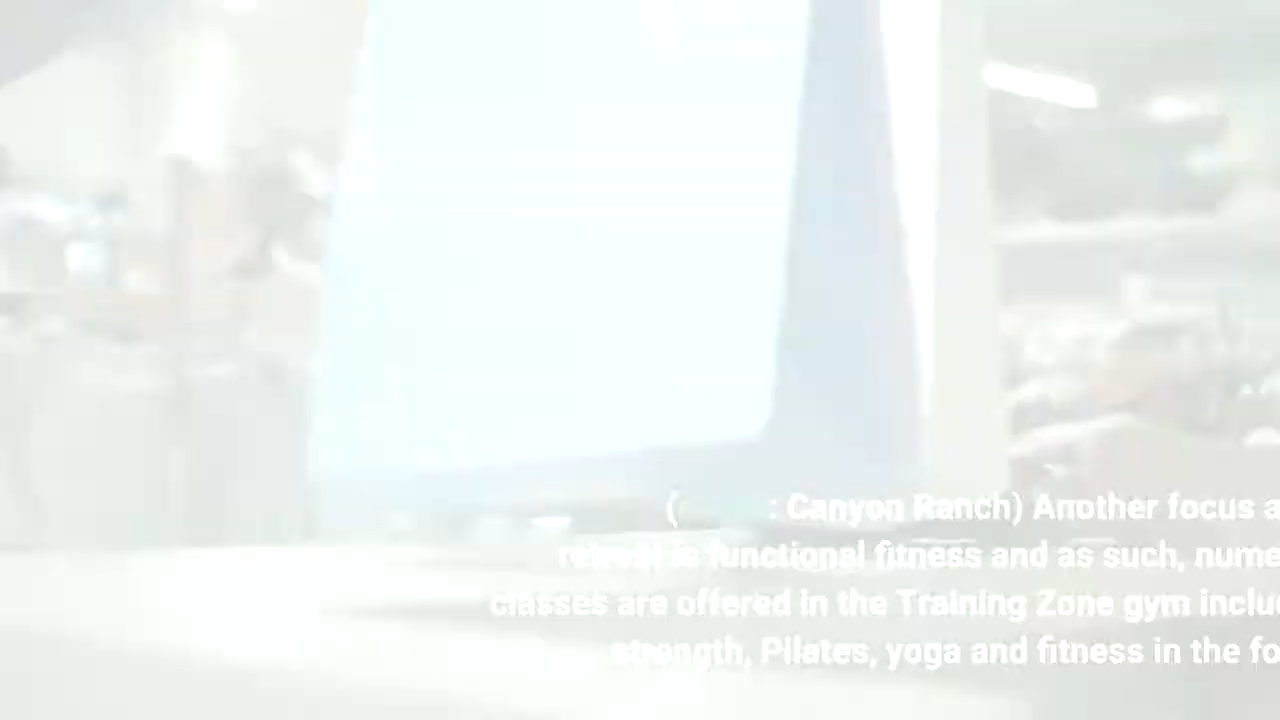 ( : Canyon Ranch) Another focus a
retreat is functional fitness and as such, nume
classes are offered in the Training Zone gym inclu
strength, Pilates, yoga and fitness in the fo